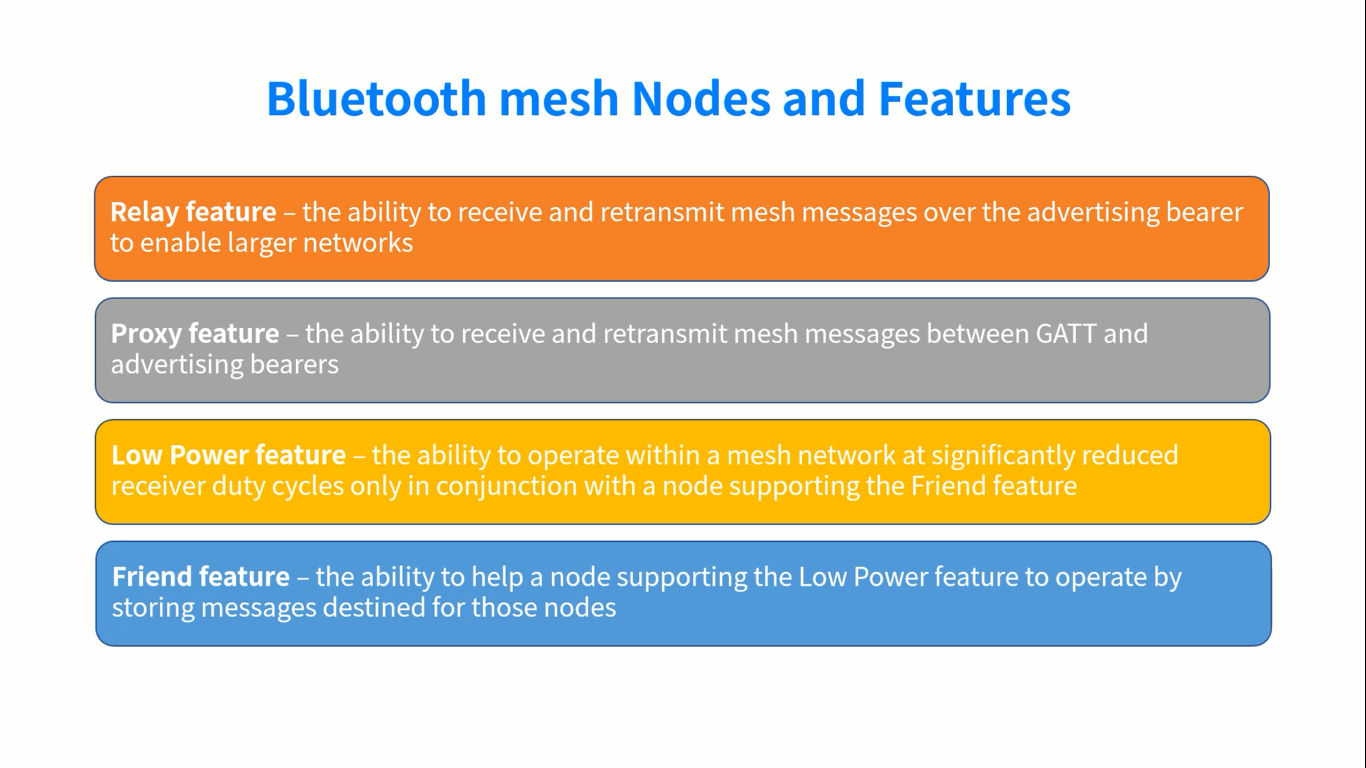 Bluetooth mesh Nodes and Features
Relay feature – the ability to receive and retransmit mesh messages over the advertising bearer
to enable larger networks
Proxy feature – the ability to receive and retransmit mesh messages between GATT and
advertising bearers
Low Power feature – the ability to operate within a mesh network at significantly reduced
receiver duty cycles only in conjunction with a node supporting the Friend feature
Friend feature – the ability to help a node supporting the Low Power feature to operate by
storing messages destined for those nodes